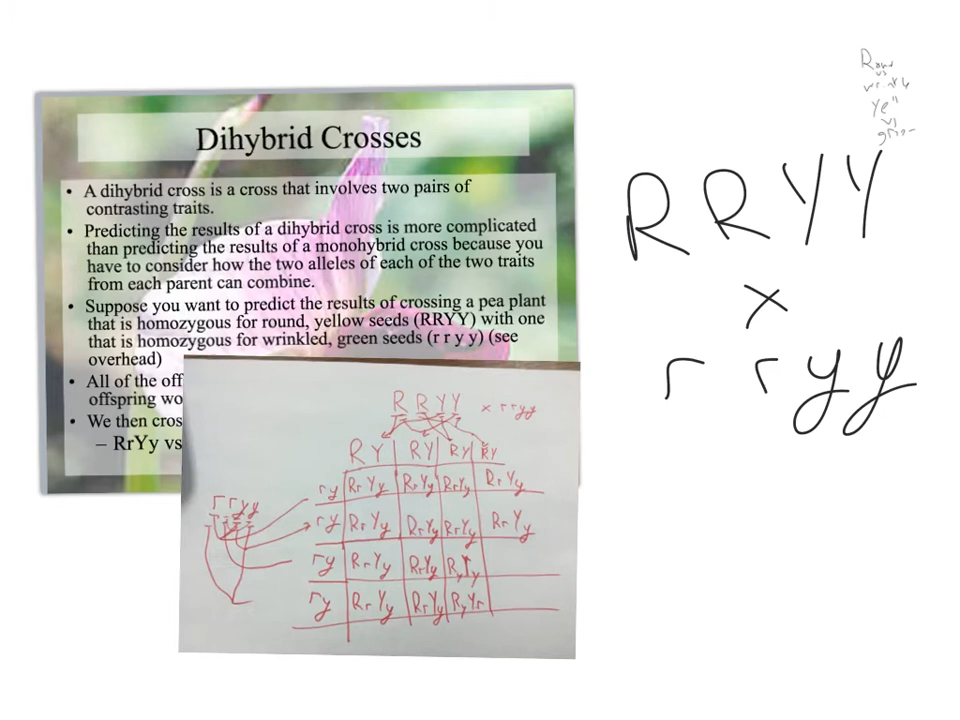 Dihybrid Crosses
• A dihybrid cross is a cross that involves two pairs of
contrasting traits.
• Predicting the results of a dihybrid cross is more complicated
than predicting the results of a monohybrid cross because you
have to consider how the two alleles of each of the two traits
from each parent can combine.
• Suppose you want to predict the results of crossing a pea plant
that is homozygous for round, yellow seeds (RRYY) with one
that is homozygous for wrinkled, green seeds (r r y y) (see
overhead)
• All of the off
offspring wo
• We then cros
– RrYy vs
R R Y Y × r r y y
RY RY RY RY
ry RrYy RrYy RrYy RrYy
rryy
ry RrYy RrYy RrYy RrYy
ry RrYy RrYy
ry RrYy RrYy RyYr
vs
yell
vs
R R Y Y
×
r r y y